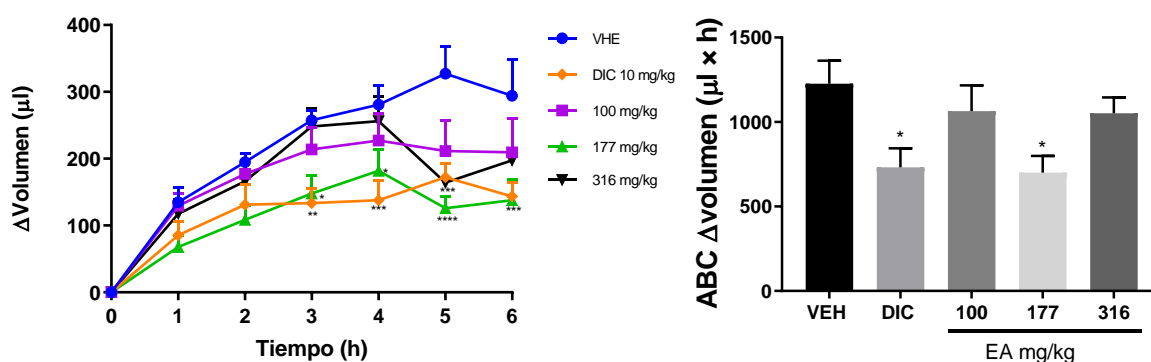 400
300
200
100
0
ΔVolumen (µl)
0 1 2 3 4 5 6
Tiempo (h)
* * *** ** *** **** ***
VHE
DIC 10 mg/kg
100 mg/kg
177 mg/kg
316 mg/kg
1500
1000
500
0
ABC Δvolumen (µl × h)
* *
VEH DIC 100 177 316
EA mg/kg